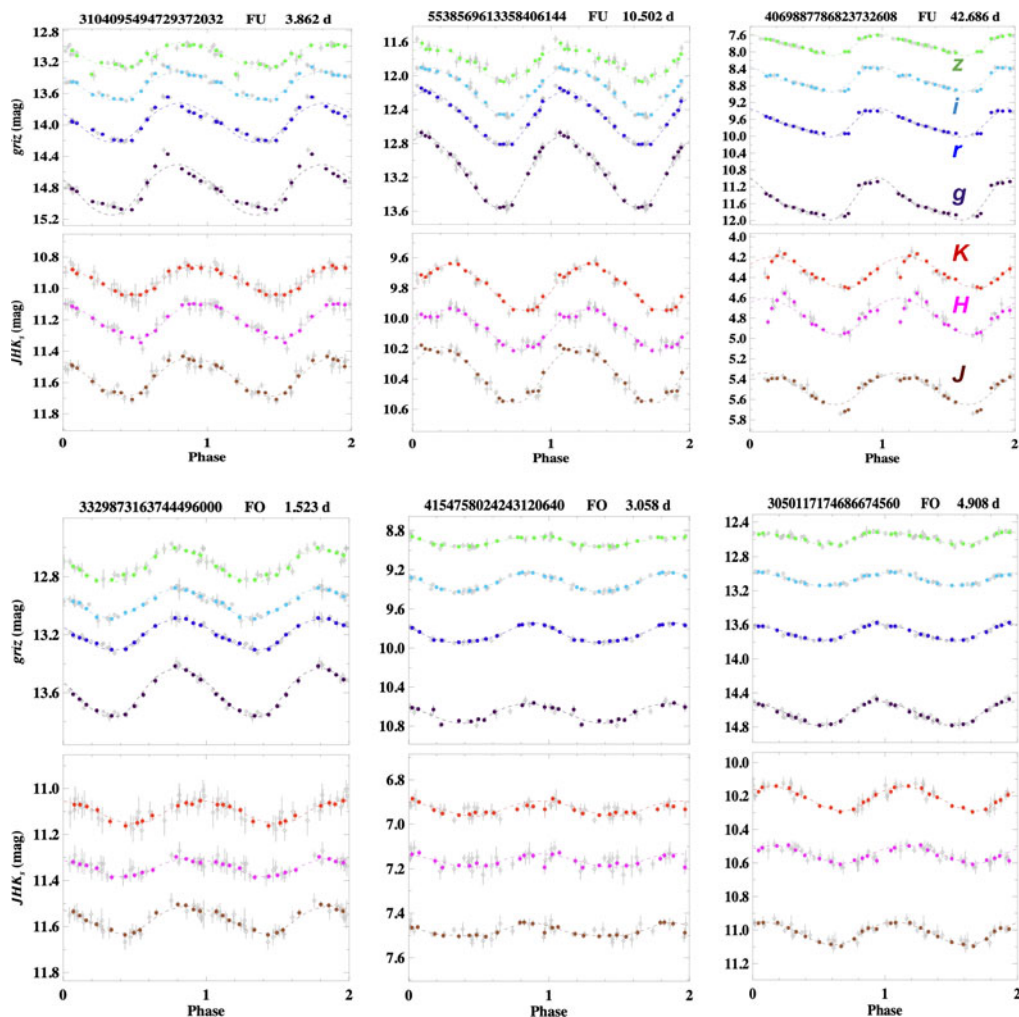 3104095494729372032 FU 3.862 d
5538569613358406144 FU 10.502 d
4069887786823732608 FU 42.686 d
griz (mag)
12.8
13.2
13.6
14.0
14.4
14.8
15.2
11.6
12.0
12.4
12.8
13.2
13.6
7.6
8.0
8.4
8.8
9.2
9.6
10.0
10.4
10.8
11.2
11.6
12.0
z
i
r
g
JHKs (mag)
10.8
11.0
11.2
11.4
11.6
11.8
9.6
9.8
10.0
10.2
10.4
10.6
4.0
4.2
4.4
4.6
4.8
5.0
5.2
5.4
5.6
5.8
K
H
J
0 1 2
0 1 2
0 1 2
Phase
Phase
Phase
3329873163744496000 FO 1.523 d
4154758024243120640 FO 3.058 d
3050117174686674560 FO 4.908 d
griz (mag)
12.8
13.2
13.6
8.8
9.2
9.6
10.0
10.4
10.8
12.4
12.8
13.2
13.6
14.0
14.4
14.8
JHKs (mag)
11.0
11.2
11.4
11.6
11.8
6.8
7.0
7.2
7.4
7.6
10.0
10.2
10.4
10.6
10.8
11.0
11.2
0 1 2
0 1 2
0 1 2
Phase
Phase
Phase